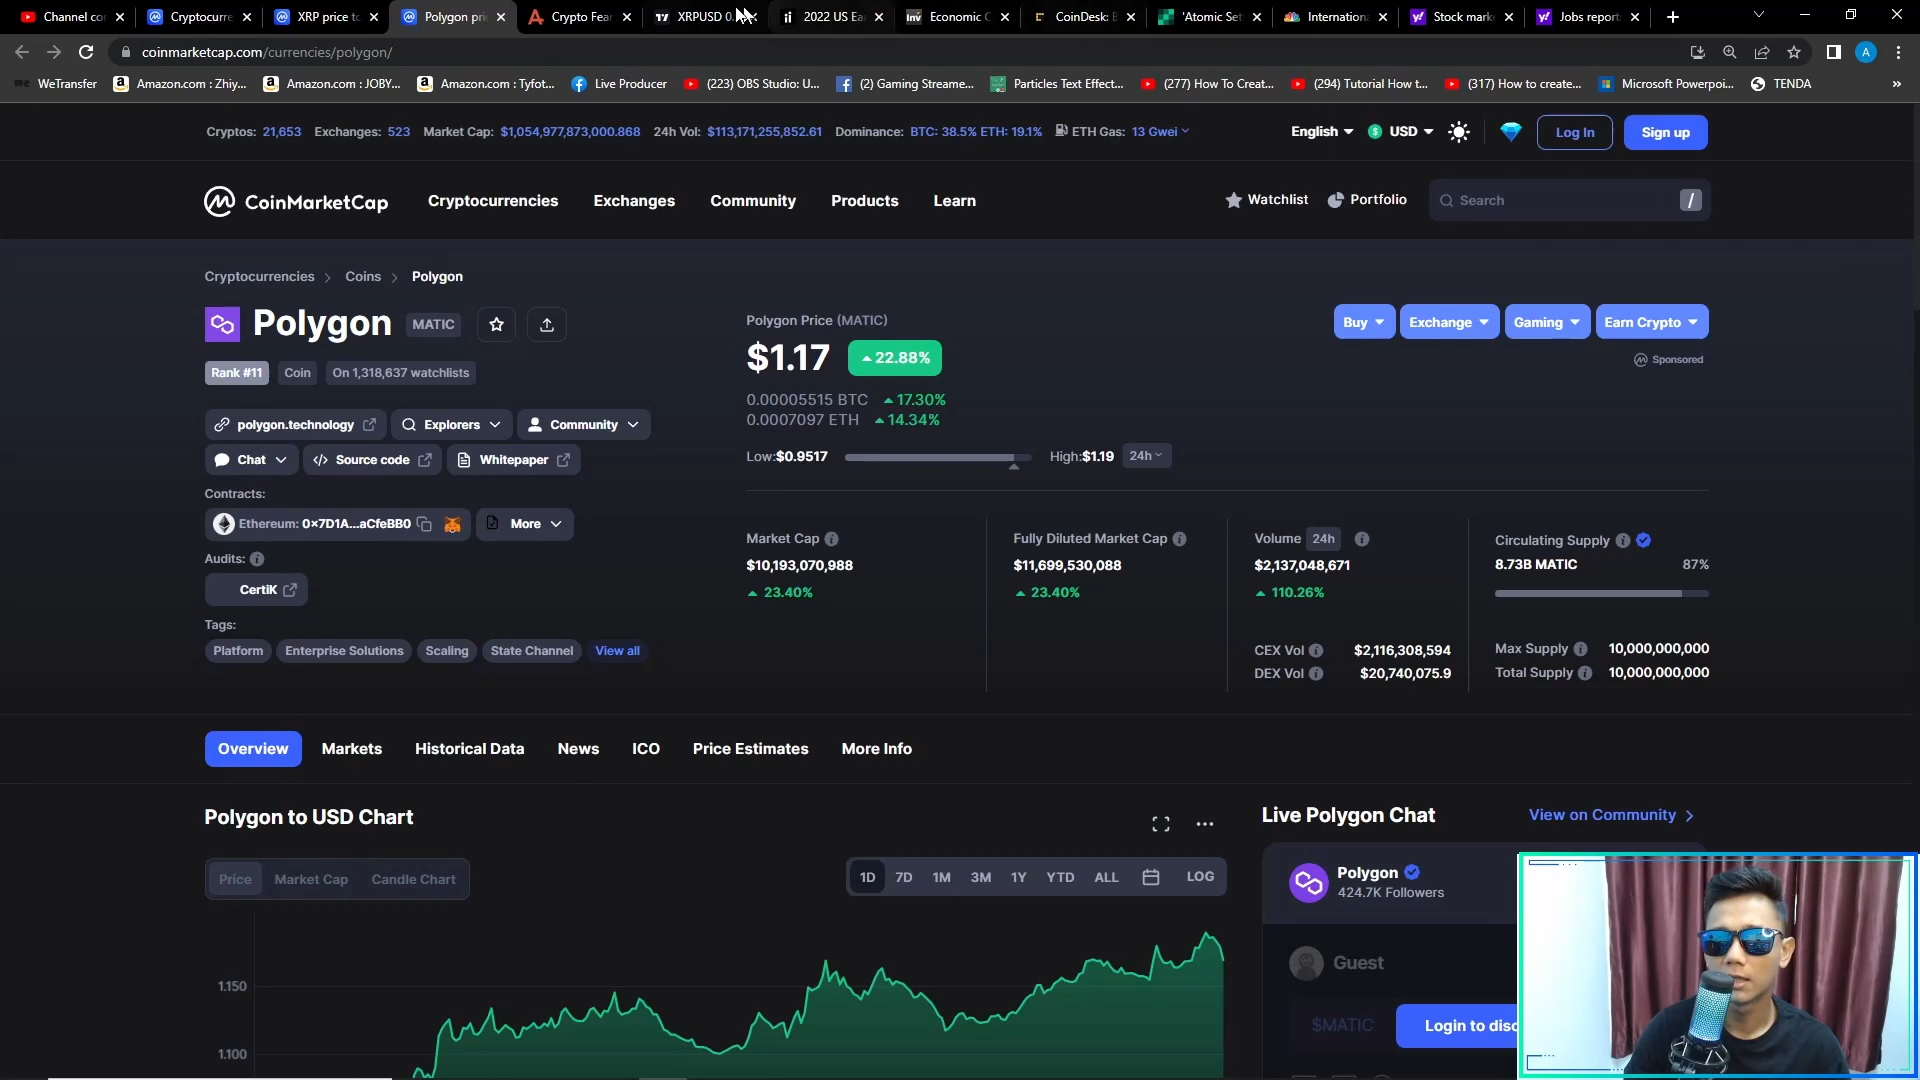 Channel co
Cryptocurre
XRP price t
Polygon pri
Crypto Fear
XRPUSD 0.
2022 US Ea
Economic C
CoinDesk: B
'Atomic Set
Internationa
Stock mark
Jobs report
coinmarketcap.com/currencies/polygon/
A
WeTransfer
Amazon.com : Zhiy...
Amazon.com : JOBY...
Amazon.com : Tyfot...
Live Producer
(223) OBS Studio: U...
(2) Gaming Streame...
Particles Text Effect...
(277) How To Creat...
(294) Tutorial How t...
(317) How to create...
Microsoft Powerpoi...
TENDA
»
Cryptos: 21,653 Exchanges: 523 Market Cap: $1,054,977,873,000.868 24h Vol: $113,171,255,852.61 Dominance: BTC: 38.5% ETH: 19.1% ETH Gas: 13 Gwei
English
USD
Log In
Sign up
CoinMarketCap
Cryptocurrencies
Exchanges
Community
Products
Learn
Watchlist
Portfolio
Search
/
Cryptocurrencies > Coins > Polygon
Polygon MATIC
Rank #11
Coin
On 1,318,637 watchlists
polygon.technology
Explorers
Community
Chat
Source code
Whitepaper
Contracts:
Ethereum: 0x7D1A...aCfeBB0
More
Audits:
CertiK
Tags:
Platform
Enterprise Solutions
Scaling
State Channel
View all
Polygon Price (MATIC)
$1.17 22.88%
0.00005515 BTC 17.30%
0.0007097 ETH 14.34%
Low:$0.9517
High:$1.19
24h
Buy
Exchange
Gaming
Earn Crypto
Sponsored
Market Cap
$10,193,070,988
23.40%
Fully Diluted Market Cap
$11,699,530,088
23.40%
Volume 24h
$2,137,048,671
110.26%
CEX Vol $2,116,308,594
DEX Vol $20,740,075.9
Circulating Supply
8.73B MATIC 87%
Max Supply 10,000,000,000
Total Supply 10,000,000,000
Overview
Markets
Historical Data
News
ICO
Price Estimates
More Info
Polygon to USD Chart
Price
Market Cap
Candle Chart
1D
7D
1M
3M
1Y
YTD
ALL
LOG
1.150
1.100
Live Polygon Chat
View on Community
Polygon
424.7K Followers
Guest
$MATIC
Login to disc